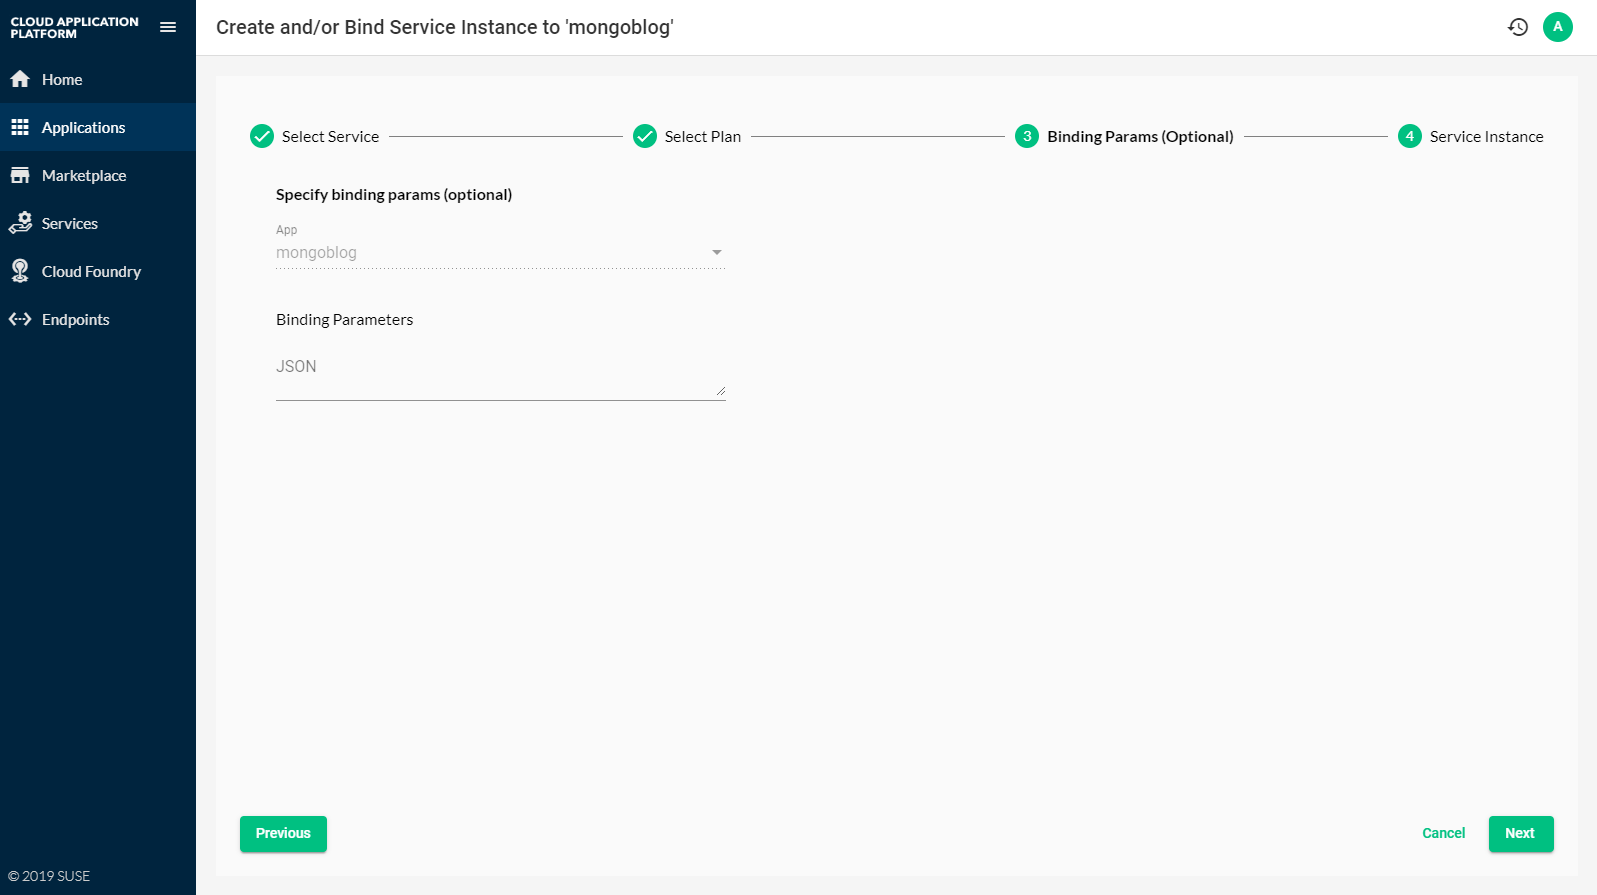 CLOUD APPLICATION
PLATFORM
Create and/or Bind Service Instance to 'mongoblog'
A
Home
Applications
Marketplace
Services
Cloud Foundry
Endpoints
Select Service
Select Plan
3 Binding Params (Optional)
4 Service Instance
Specify binding params (optional)
App
mongoblog
Binding Parameters
JSON
Previous
Cancel
Next
© 2019 SUSE